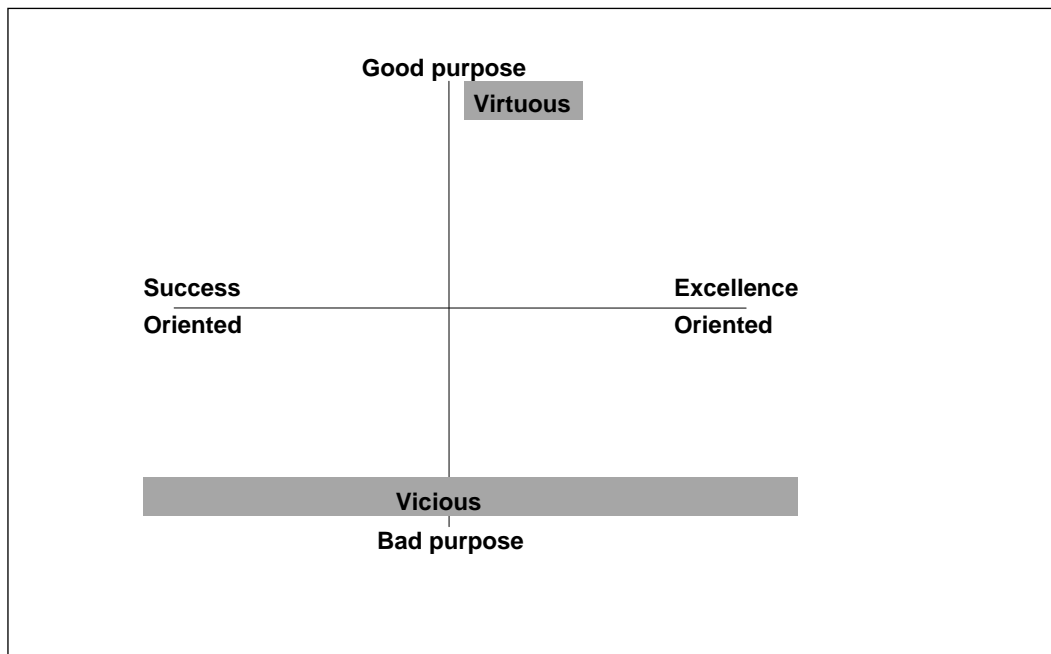 Good purpose
Virtuous
Success
Oriented
Excellence
Oriented
Vicious
Bad purpose